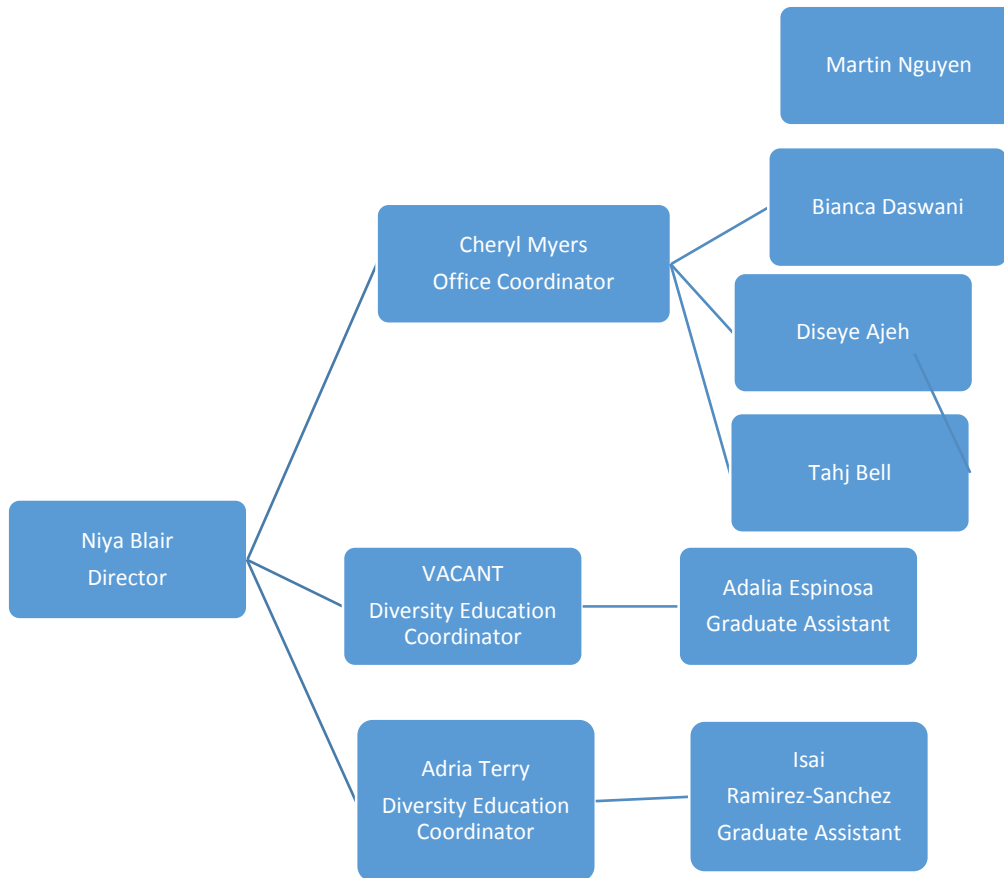 Martin Nguyen
Bianca Daswani
Cheryl Myers
Office Coordinator
Diseye Ajeh
Tahj Bell
Niya Blair
Director
VACANT
Diversity Education
Coordinator
Adalia Espinosa
Graduate Assistant
Adria Terry
Diversity Education
Coordinator
Isai
Ramirez-Sanchez
Graduate Assistant